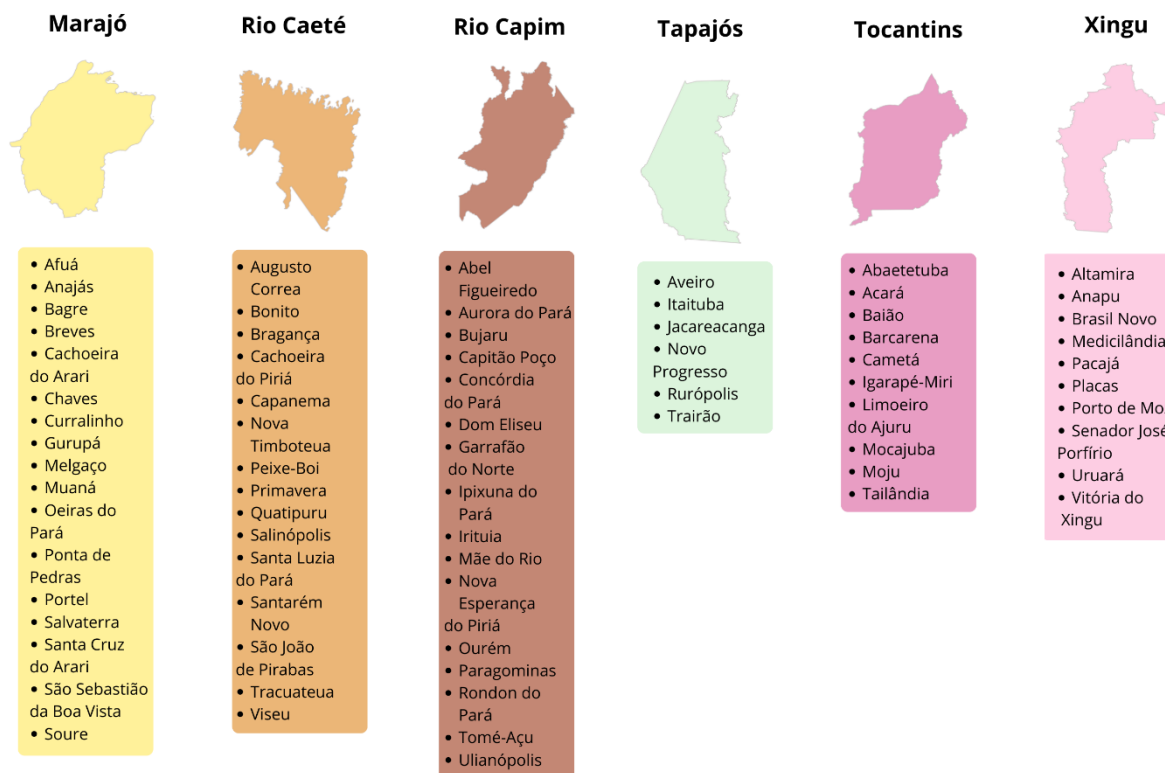 Marajó
Rio Caeté
Rio Capim
Tapajós
Tocantins
Xingu
• Afuá
• Anajás
• Bagre
• Breves
• Cachoeira
do Arari
• Chaves
• Curralinho
• Gurupá
• Melgaço
• Muaná
• Oeiras do
Pará
• Ponta de
Pedras
• Portel
• Salvaterra
• Santa Cruz
do Arari
• São Sebastião
da Boa Vista
• Soure
• Augusto
Correa
• Bonito
• Bragança
• Cachoeira
do Piriá
• Capanema
• Nova
Timboteua
• Peixe-Boi
• Primavera
• Quatipuru
• Salinópolis
• Santa Luzia
do Pará
• Santarém
Novo
• São João
de Pirabas
• Tracuateua
• Viseu
• Abel
Figueiredo
• Aurora do Pará
• Bujaru
• Capitão Poço
• Concórdia
do Pará
• Dom Eliseu
• Garrafão
do Norte
• Ipixuna do
Pará
• Irituia
• Mãe do Rio
• Nova
Esperança
do Piriá
• Ourém
• Paragominas
• Rondon do
Pará
• Tomé-Açu
• Ulianópolis
• Aveiro
• Itaituba
• Jacareacanga
• Novo
Progresso
• Rurópolis
• Trairão
• Abaetetuba
• Acará
• Baião
• Barcarena
• Cametá
• Igarapé-Miri
• Limoeiro
do Ajuru
• Mocajuba
• Moju
• Tailândia
• Altamira
• Anapu
• Brasil Novo
• Medicilândia
• Pacajá
• Placas
• Porto de Mo
• Senador José
Porfírio
• Uruará
• Vitória do
Xingu